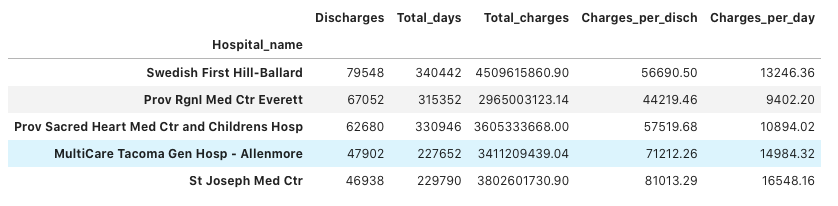 Discharges Total_days Total_charges Charges_per_disch Charges_per_day
Hospital_name
Swedish First Hill-Ballard 79548 340442 4509615860.90 56690.50 13246.36
Prov Rgnl Med Ctr Everett 67052 315352 2965003123.14 44219.46 9402.20
Prov Sacred Heart Med Ctr and Childrens Hosp 62680 330946 3605333668.00 57519.68 10894.02
MultiCare Tacoma Gen Hosp - Allenmore 47902 227652 3411209439.04 71212.26 14984.32
St Joseph Med Ctr 46938 229790 3802601730.90 81013.29 16548.16